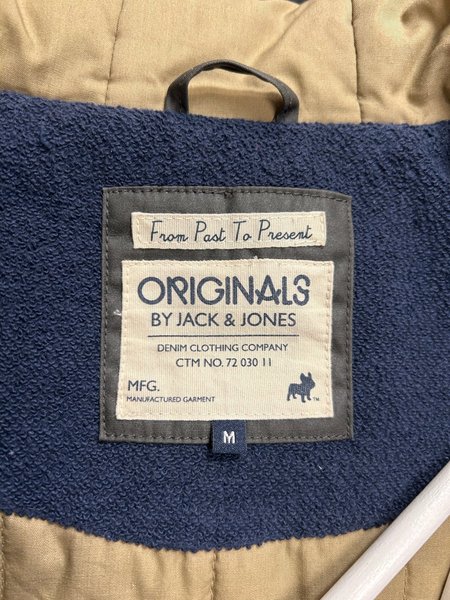 From Past To Present
ORIGINALS
BY JACK & JONES
DENIM CLOTHING COMPANY
CTM NO. 72 030 11
MFG.
MANUFACTURED GARMENT
TM
M